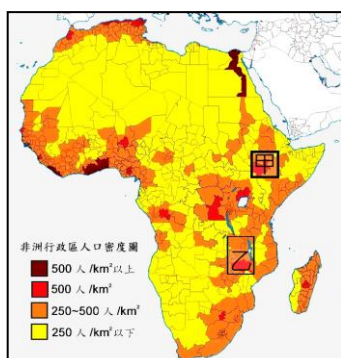 甲
乙
非洲行政區人口密度圖
500 人 /km²以上
500 人 /km²
250~500 人 /km²
250 人 /km²以下